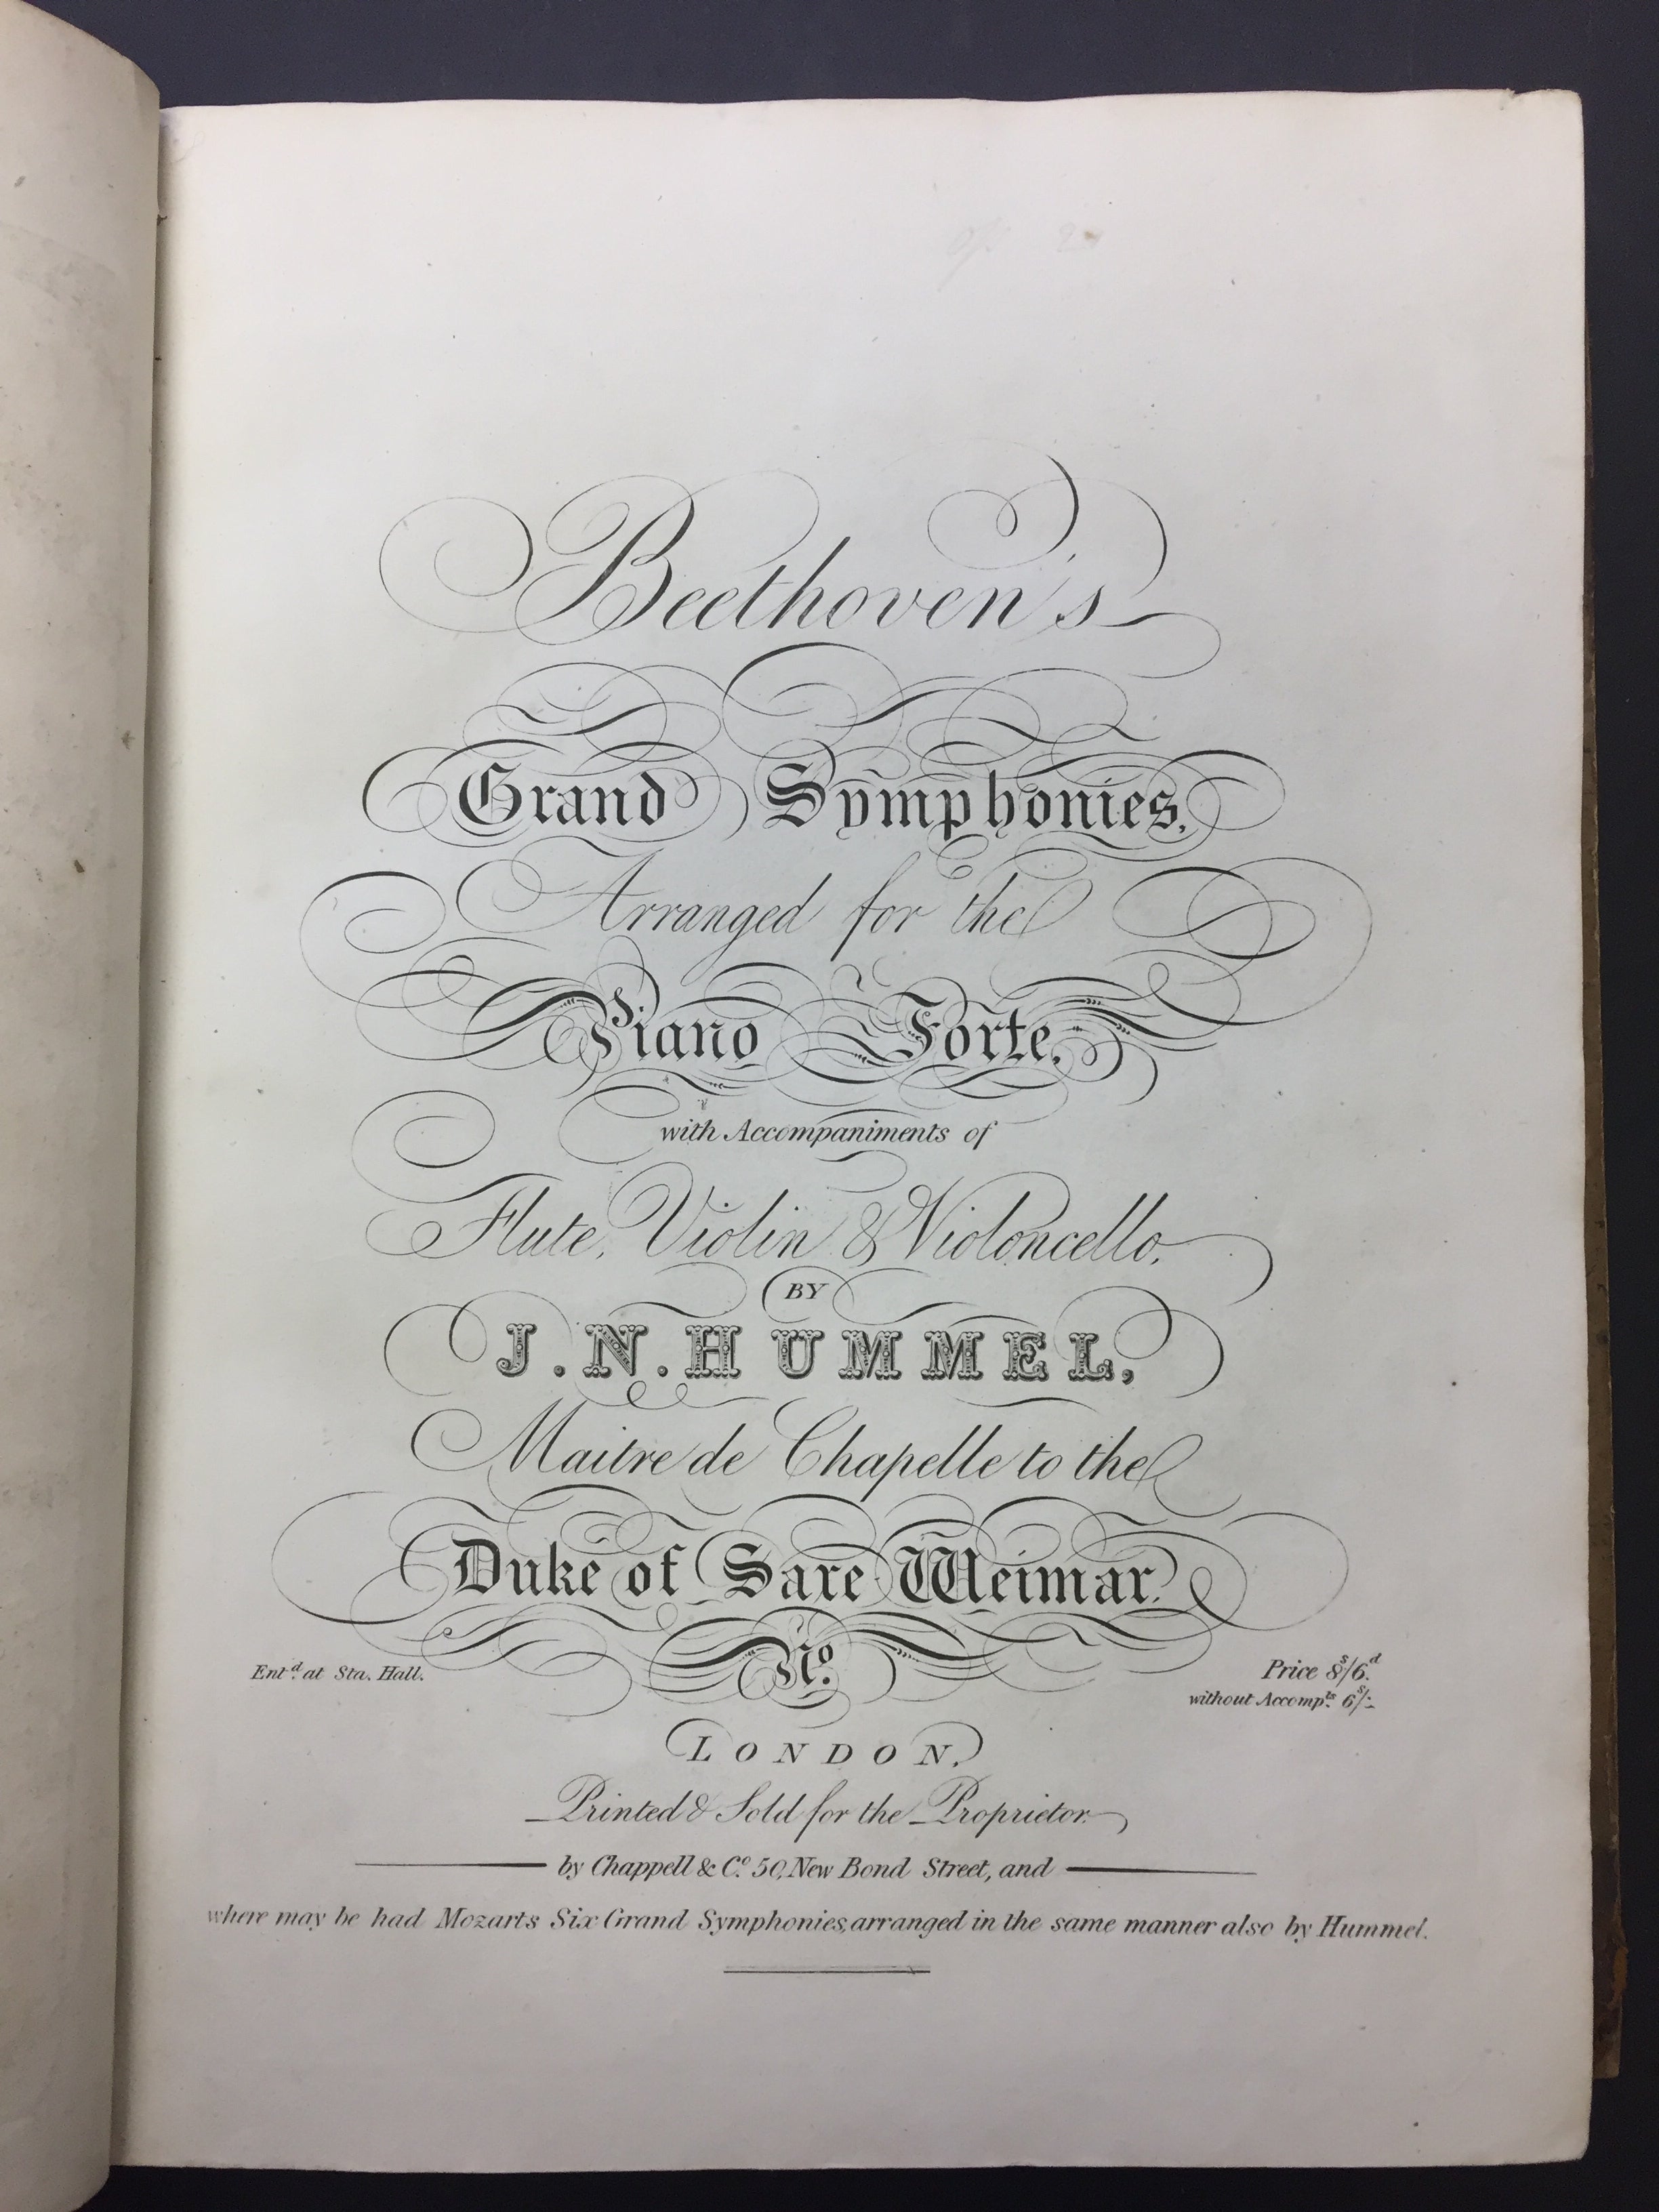 Beethoven's
Grand Symphonies,
Arranged for the
Piano Forte,
with Accompaniments of
Flute, Violin & Violoncello,
BY
J. N. HUMMEL,
Maitre de Chapelle to the
Duke of Saxe Weimar.
Entd. at Sta. Hall.
No.
Price 8s/6d.
without Accompts. 6s/-
LONDON,
Printed & Sold for the Proprietor
by Chappell & Co. 50, New Bond Street, and
where may be had Mozarts Six Grand Symphonies, arranged in the same manner also by Hummel.